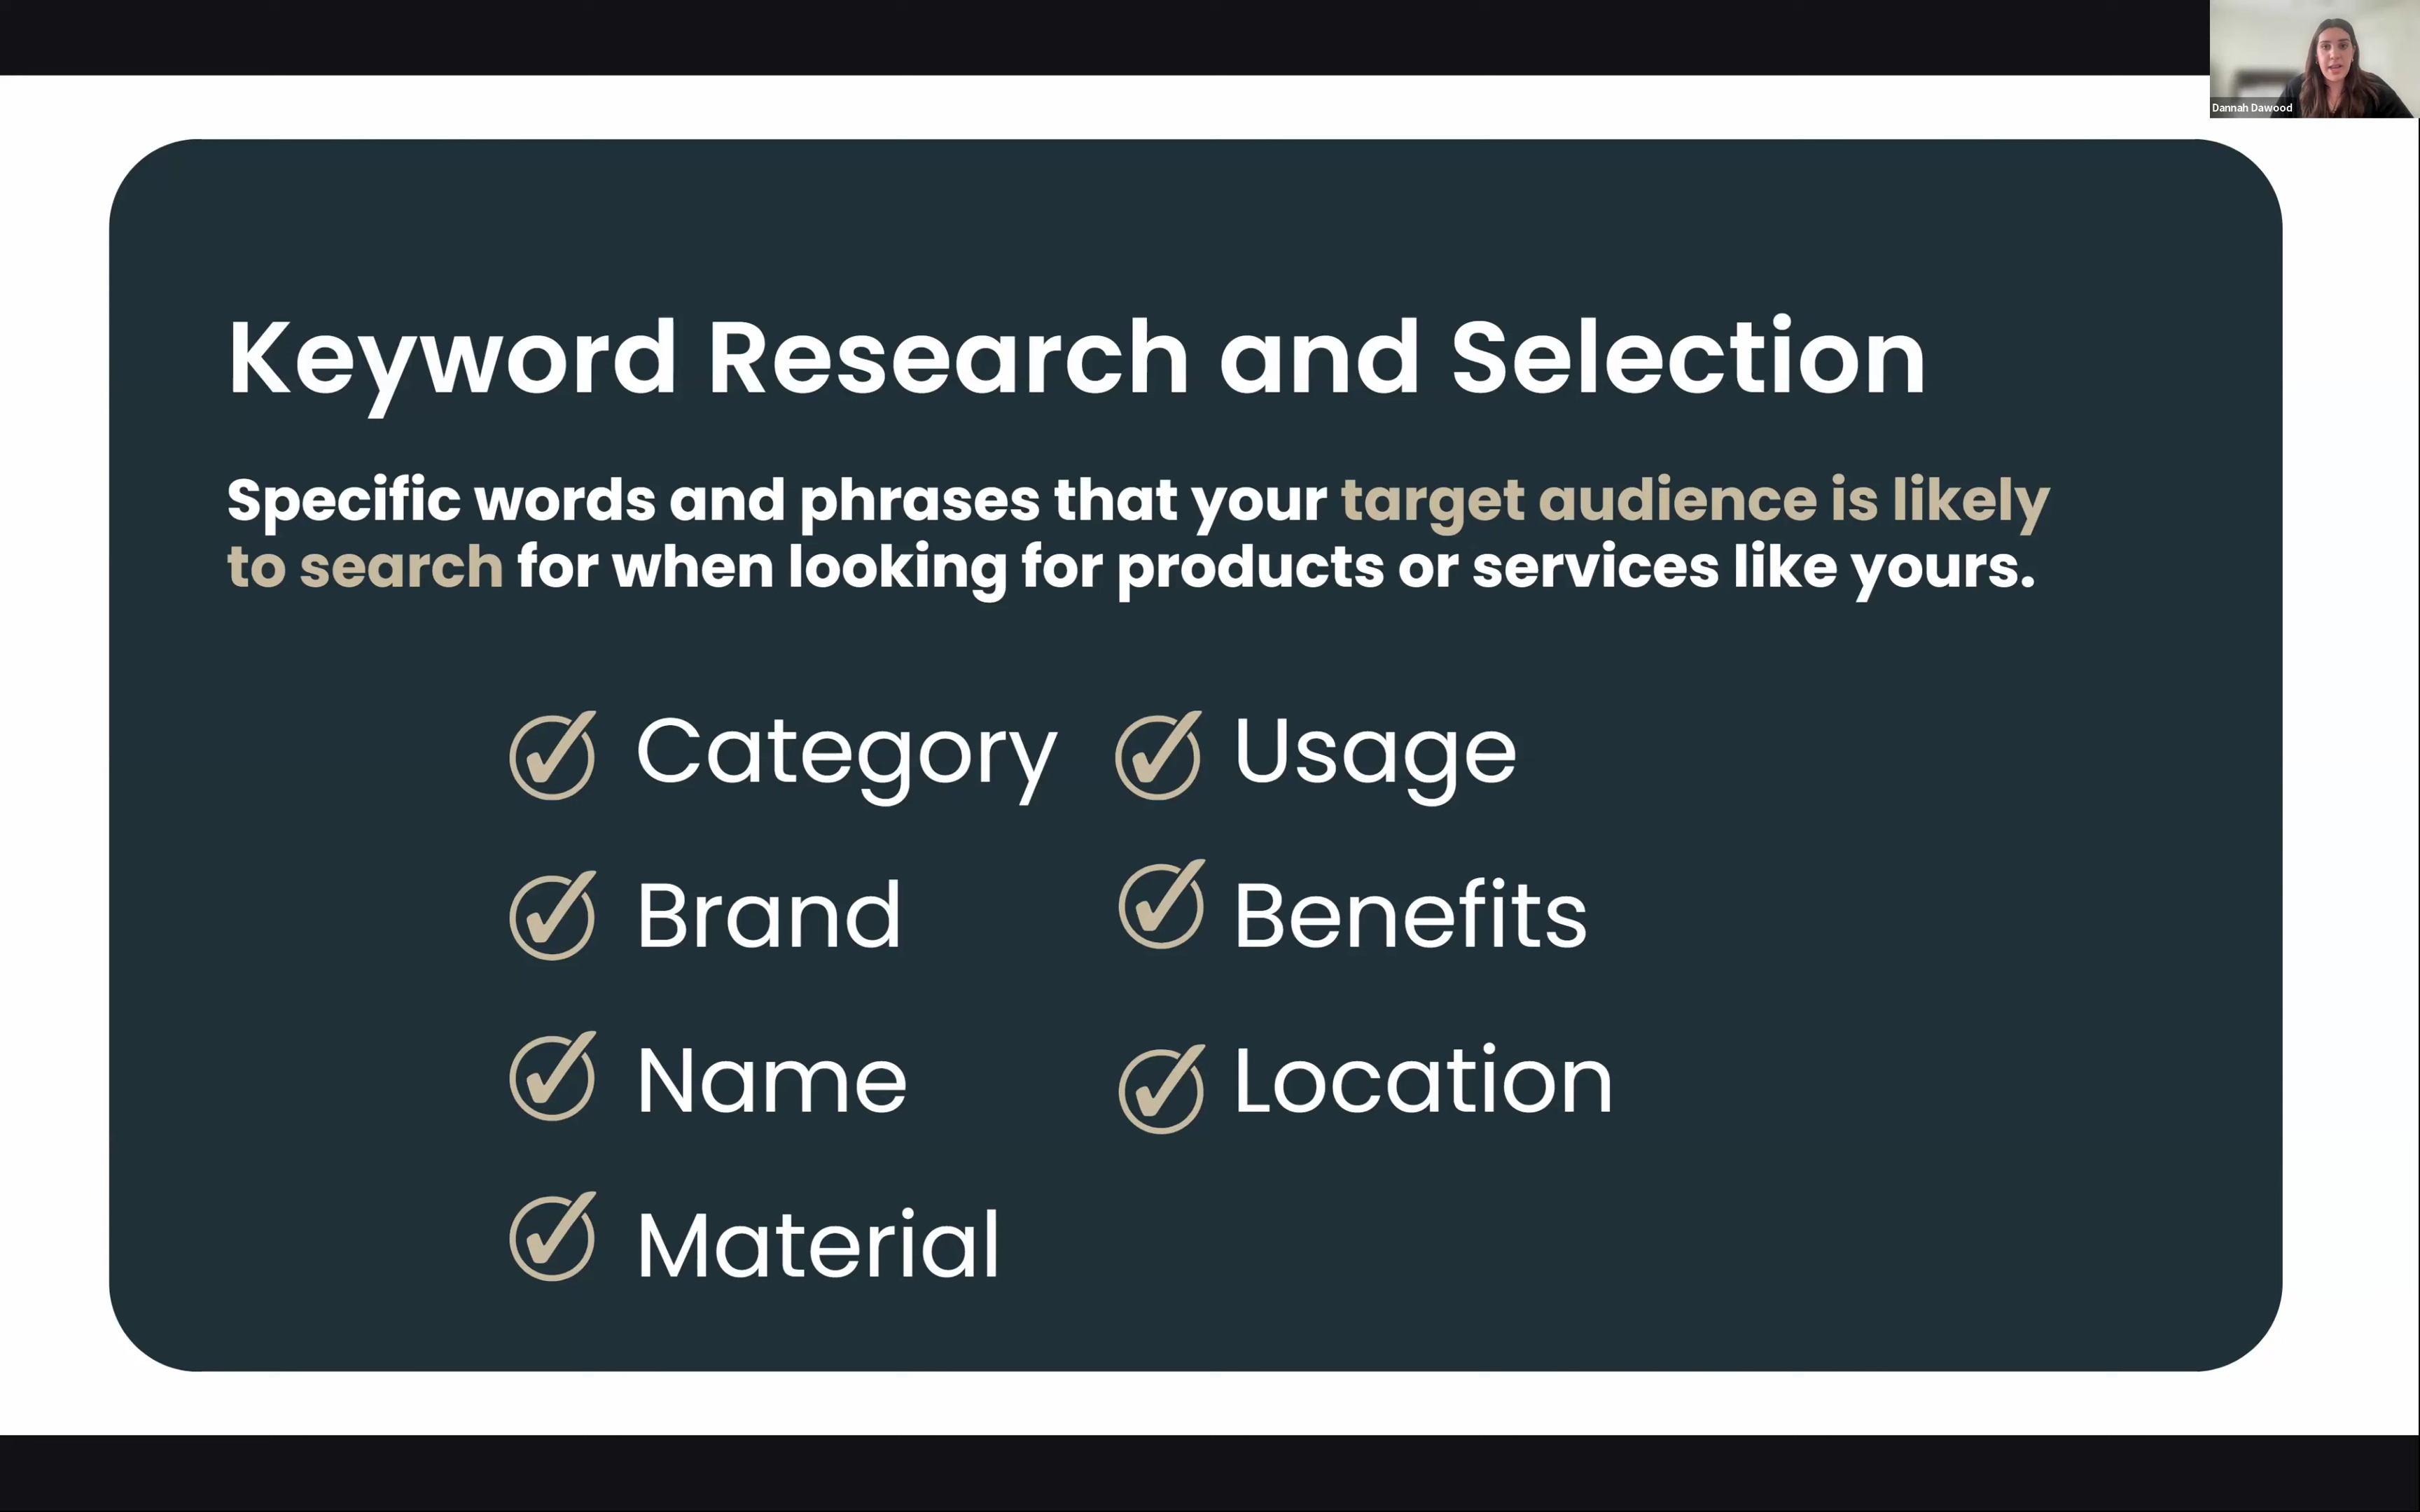 Dannah Dawood
Keyword Research and Selection
Specific words and phrases that your target audience is likely
to search for when looking for products or services like yours.
Category
Brand
Name
Material
Usage
Benefits
Location